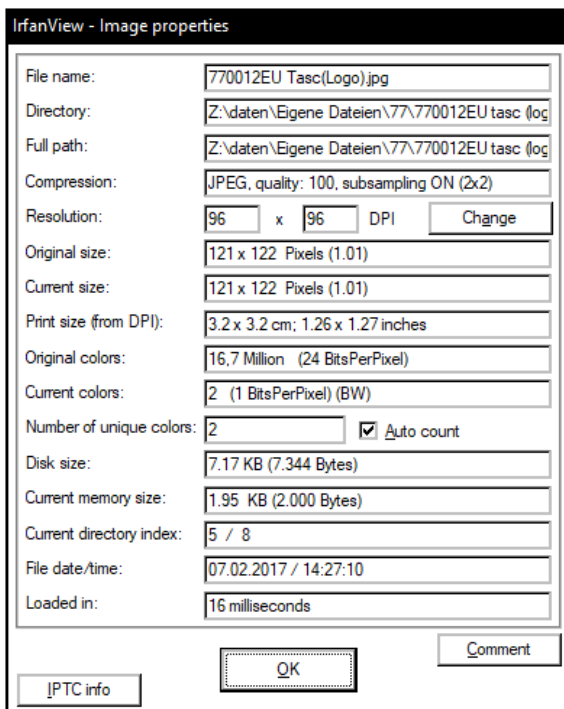 IrfanView - Image properties
File name: 770012EU Tasc(Logo).jpg
Directory: Z:\daten\Eigene Dateien\77\770012EU tasc (log
Full path: Z:\daten\Eigene Dateien\77\770012EU tasc (log
Compression: JPEG, quality: 100, subsampling ON (2x2)
Resolution: 96 x 96 DPI Change
Original size: 121 x 122 Pixels (1.01)
Current size: 121 x 122 Pixels (1.01)
Print size (from DPI): 3.2 x 3.2 cm; 1.26 x 1.27 inches
Original colors: 16,7 Million (24 BitsPerPixel)
Current colors: 2 (1 BitsPerPixel) (BW)
Number of unique colors: 2 Auto count
Disk size: 7.17 KB (7.344 Bytes)
Current memory size: 1.95 KB (2.000 Bytes)
Current directory index: 5 / 8
File date/time: 07.02.2017 / 14:27:10
Loaded in: 16 milliseconds
Comment
OK
IPTC info